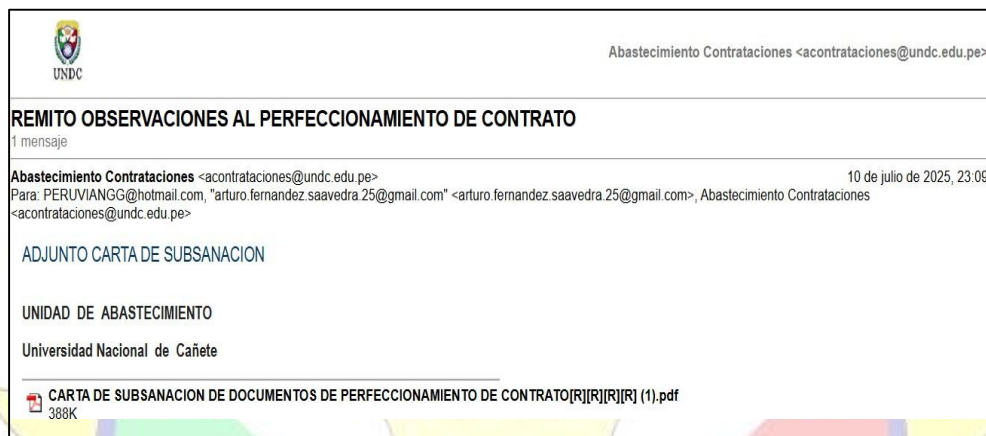 UNDC
Abastecimiento Contrataciones <acontrataciones@undc.edu.pe>
REMITO OBSERVACIONES AL PERFECCIONAMIENTO DE CONTRATO
1 mensaje
Abastecimiento Contrataciones <acontrataciones@undc.edu.pe> 10 de julio de 2025, 23:09
Para: PERUVIANGG@hotmail.com, "arturo.fernandez.saavedra.25@gmail.com" <arturo.fernandez.saavedra.25@gmail.com>, Abastecimiento Contrataciones
<acontrataciones@undc.edu.pe>
ADJUNTO CARTA DE SUBSANACION
UNIDAD DE ABASTECIMIENTO
Universidad Nacional de Cañete
CARTA DE SUBSANACION DE DOCUMENTOS DE PERFECCIONAMIENTO DE CONTRATO[R][R][R][R] (1).pdf
388K